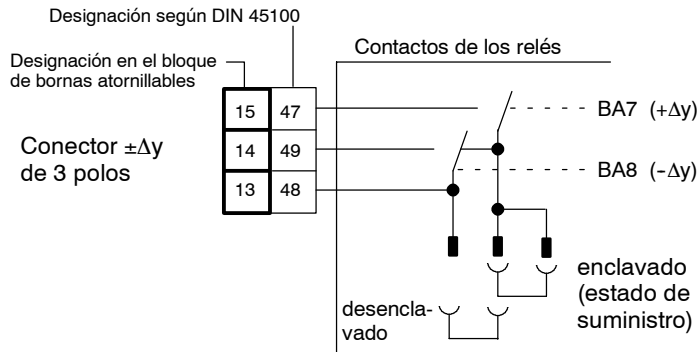 Designación según DIN 45100
Designación en el bloque
de bornas atornillables
Contactos de los relés
15 47
BA7 (+Δy)
Conector ±Δy
de 3 polos
14 49
13 48
BA8 (-Δy)
enclavado
(estado de
suministro)
desencla-
vado